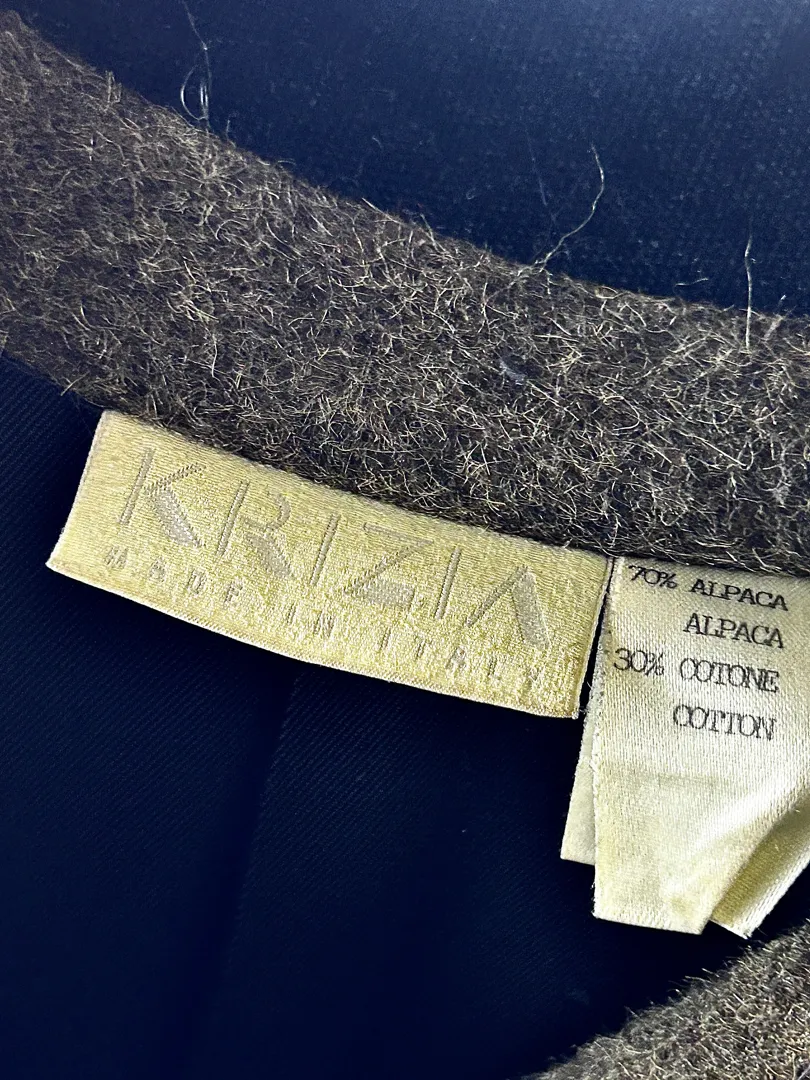 KRIZIA
MADE IN ITALY
70% ALPACA
ALPACA
30% COTONE
COTTON